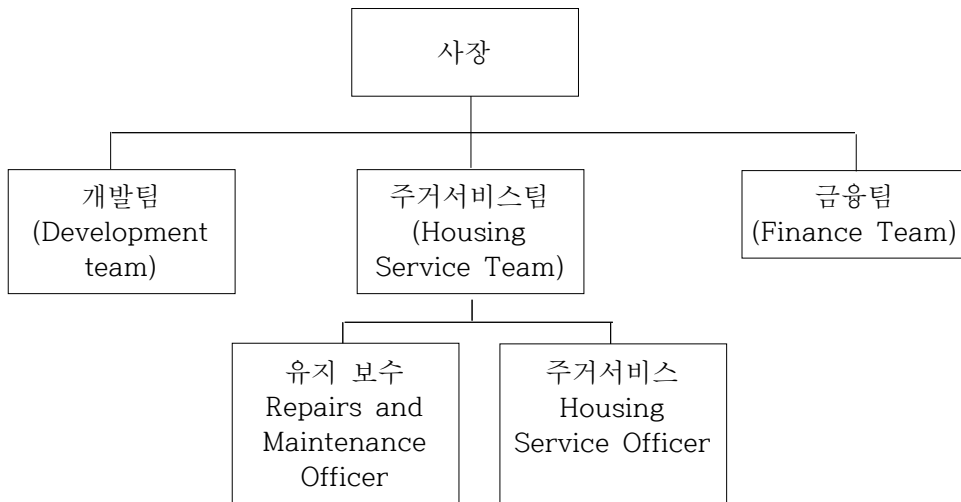 사장
개발팀
(Development
team)
주거서비스팀
(Housing
Service Team)
금융팀
(Finance Team)
유지 보수
Repairs and
Maintenance
Officer
주거서비스
Housing
Service Officer